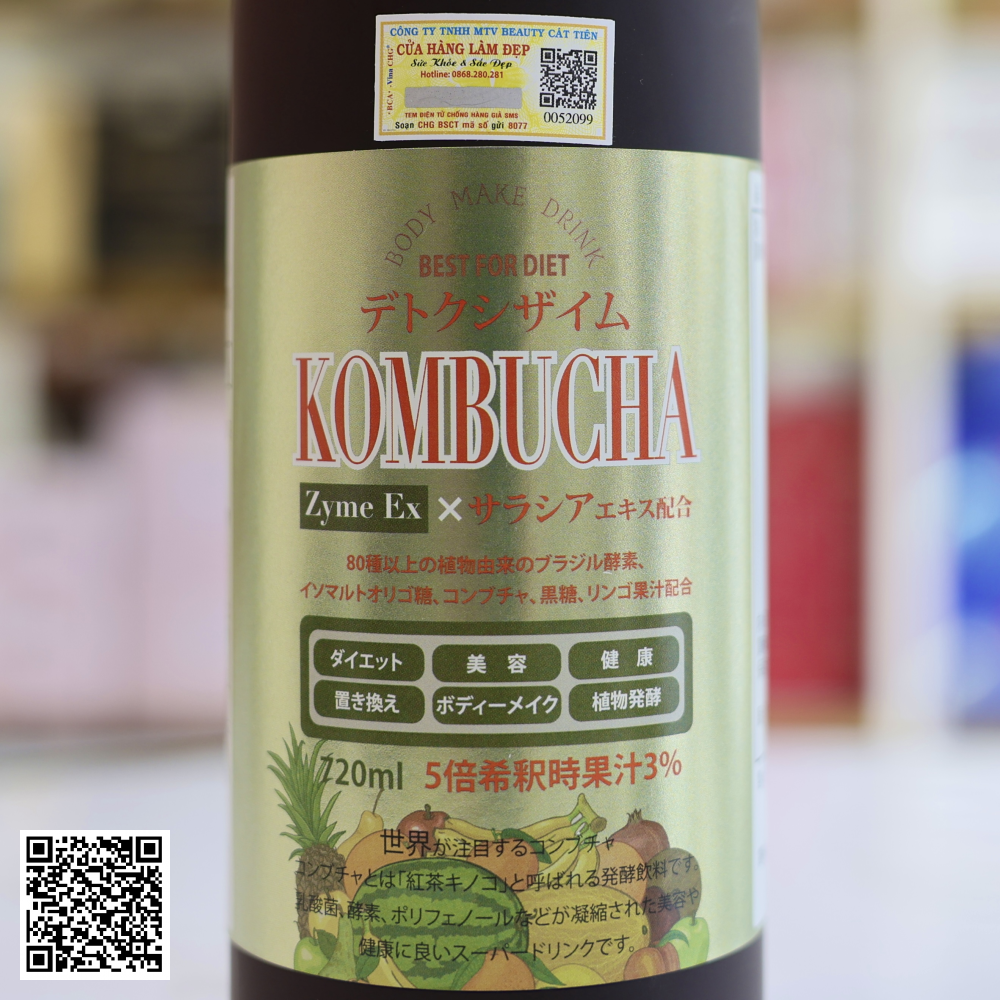 CÔNG TY TNHH MTV BEAUTY CÁT TIÊN
CỬA HÀNG LÀM ĐẸP
Sức Khỏe & Sắc Đẹp
Hotline: 0868.280.281
BCA - Vina CHG
TEM ĐIỆN TỬ CHỐNG HÀNG GIẢ SMS
Soạn CHG BSCT mã số gửi 8077
0052099
BODY MAKE DRINK
BEST FOR DIET
デトクシザイム
KOMBUCHA
Zyme Ex × サラシアエキス配合
80種以上の植物由来のブラジル酵素、
イソマルトオリゴ糖、コンブチャ、黒糖、リンゴ果汁配合
ダイエット 美容 健康
置き換え ボディーメイク 植物発酵
720ml 5倍希釈時果汁3%
世界が注目するコンブチャ
コンブチャとは「紅茶キノコ」と呼ばれる発酵飲料です。
乳酸菌、酵素、ポリフェノールなどが凝縮された美容や
健康に良いスーパードリンクです。